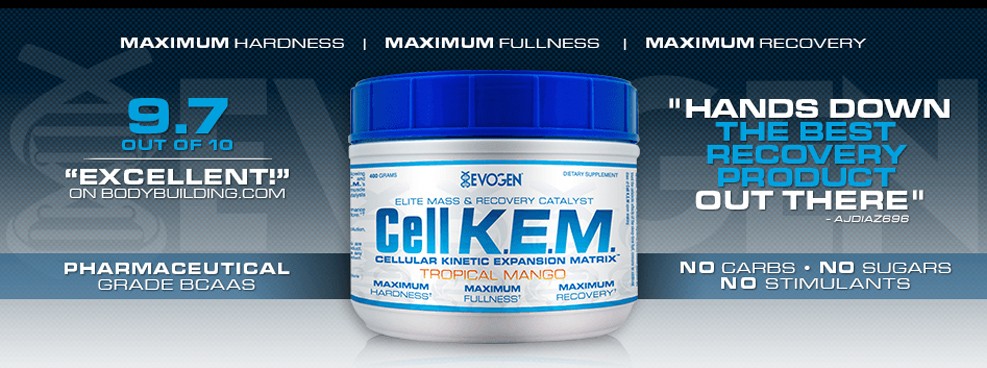 MAXIMUM HARDNESS | MAXIMUM FULLNESS | MAXIMUM RECOVERY
EVOGEN
9.7
OUT OF 10
"EXCELLENT!"
ON BODYBUILDING.COM
PHARMACEUTICAL
GRADE BCAAS
400 GRAMS
EVOGEN
DIETARY SUPPLEMENT
ELITE MASS & RECOVERY CATALYST
Cell K.E.M.
CELLULAR KINETIC EXPANSION MATRIX™
TROPICAL MANGO
MAXIMUM HARDNESS†
MAXIMUM FULLNESS†
MAXIMUM RECOVERY†
"HANDS DOWN
THE BEST
RECOVERY
PRODUCT
OUT THERE"
- AJDIAZ696
NO CARBS • NO SUGARS
NO STIMULANTS